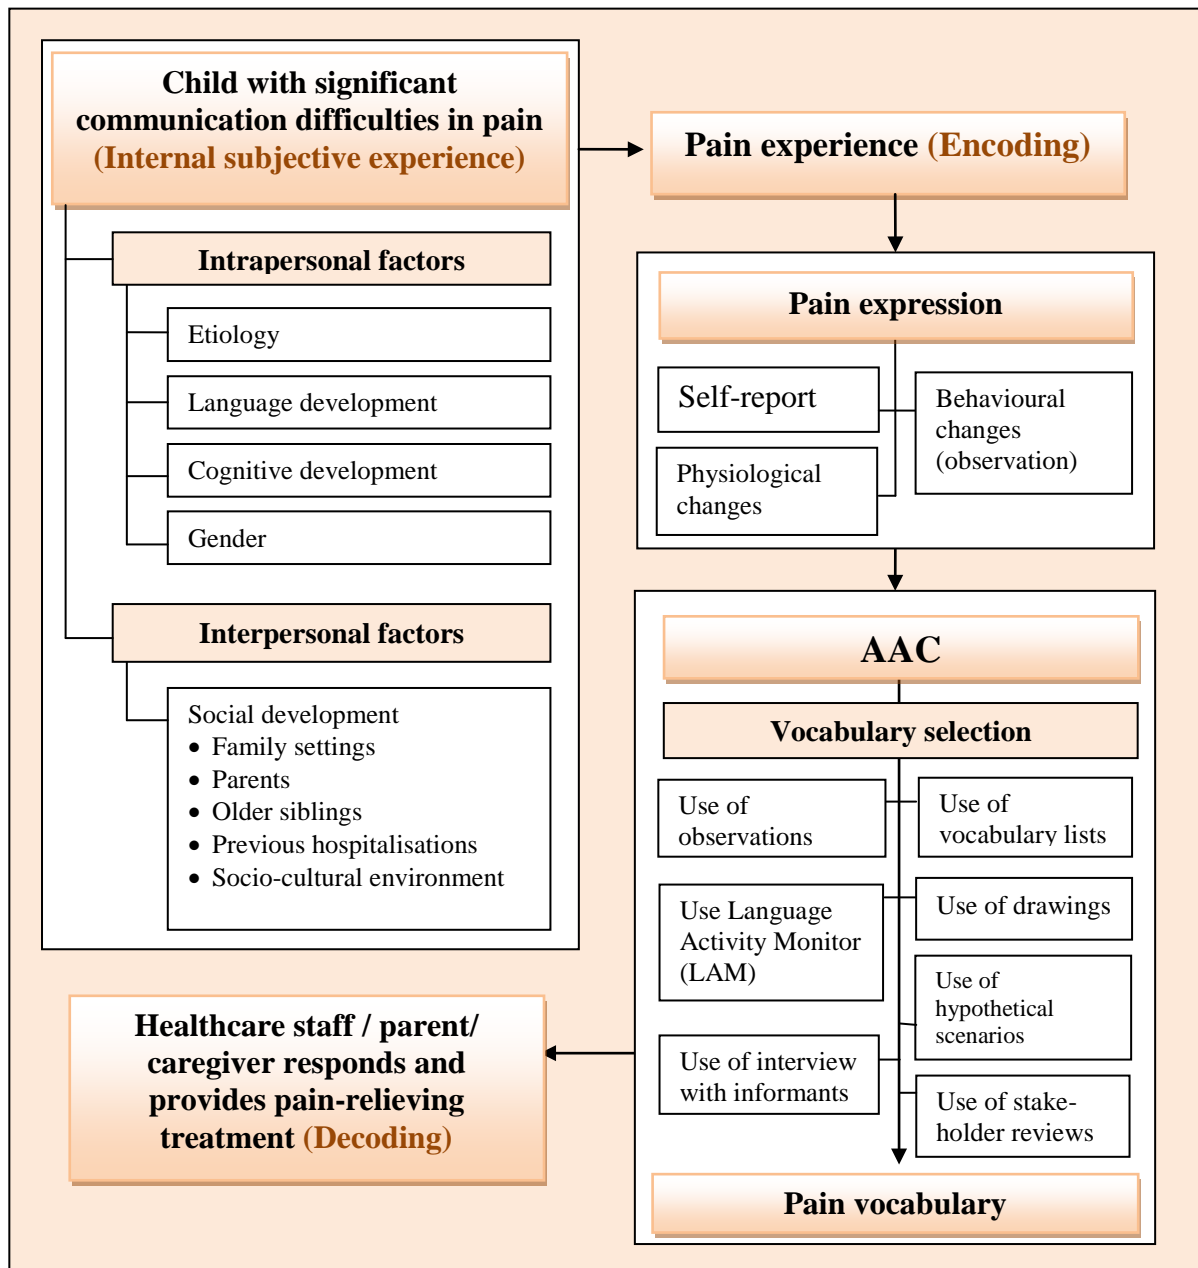 Child with significant
communication difficulties in pain
(Internal subjective experience)
Intrapersonal factors
Etiology
Language development
Cognitive development
Gender
Interpersonal factors
Social development
• Family settings
• Parents
• Older siblings
• Previous hospitalisations
• Socio-cultural environment
Pain experience (Encoding)
Pain expression
Self-report
Behavioural
changes
(observation)
Physiological
changes
AAC
Vocabulary selection
Use of
observations
Use of
vocabulary lists
Use Language
Activity Monitor
(LAM)
Use of drawings
Use of
hypothetical
scenarios
Use of interview
with informants
Use of stake-
holder reviews
Pain vocabulary
Healthcare staff / parent/
caregiver responds and
provides pain-relieving
treatment (Decoding)